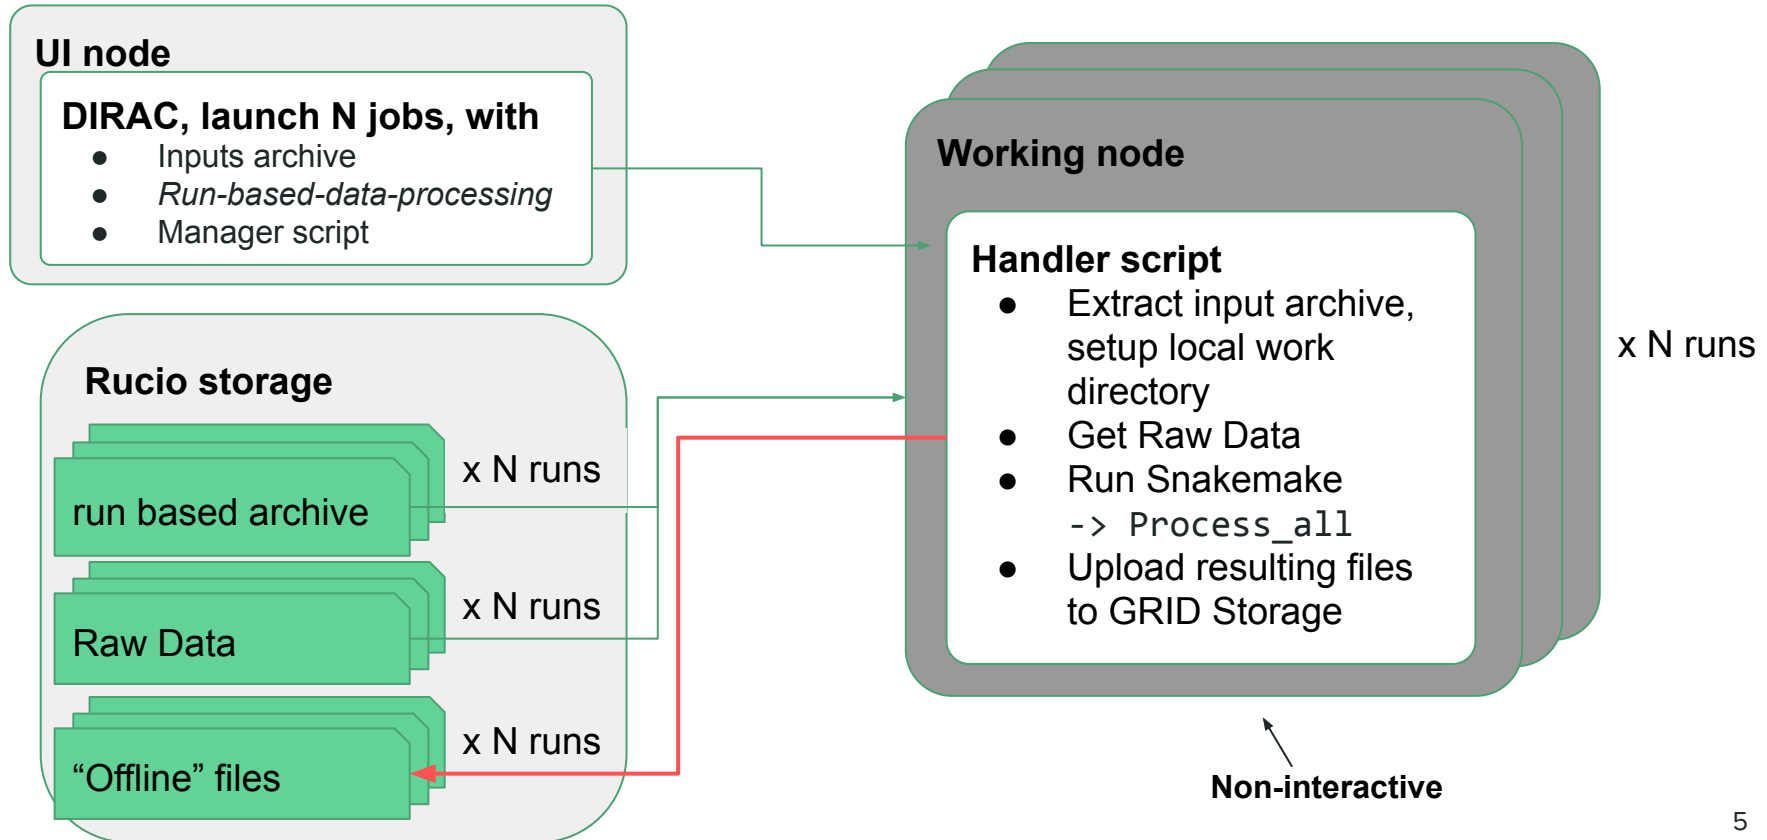 UI node
DIRAC, launch N jobs, with
● Inputs archive
● Run-based-data-processing
● Manager script
Rucio storage
run based archive
x N runs
Raw Data
x N runs
“Offline” files
x N runs
Working node
Handler script
● Extract input archive,
setup local work
directory
● Get Raw Data
● Run Snakemake
-> Process_all
● Upload resulting files
to GRID Storage
x N runs
Non-interactive
5